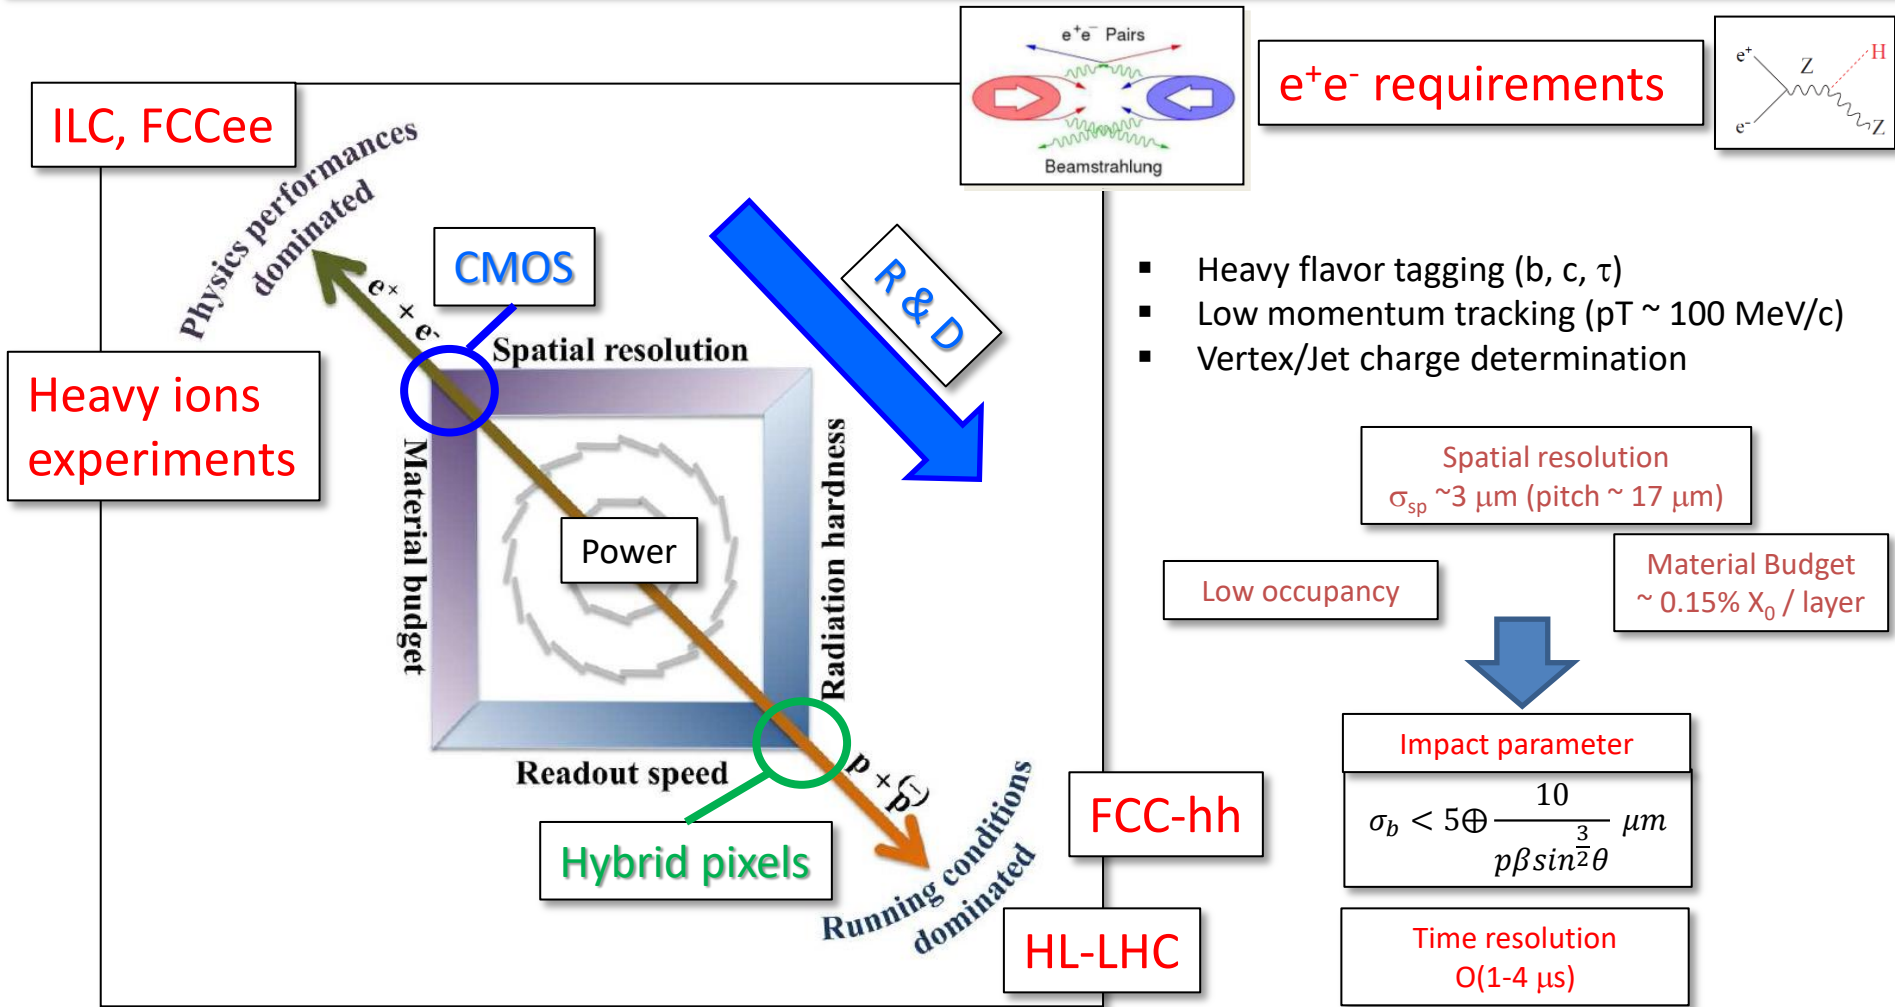 e⁺e⁻ Pairs
Beamstrahlung
e⁺e⁻ requirements
e⁺
e⁻
Z
H
Z
ILC, FCCee
Physics performances
dominated
CMOS
R & D
e⁺ + e⁻
Heavy ions
experiments
Spatial resolution
Material budget
Power
Radiation hardness
Readout speed
p + p(−)
Hybrid pixels
Running conditions
dominated
FCC-hh
HL-LHC
▪ Heavy flavor tagging (b, c, τ)
▪ Low momentum tracking (pT ~ 100 MeV/c)
▪ Vertex/Jet charge determination
Spatial resolution
σsp ~3 μm (pitch ~ 17 μm)
Low occupancy
Material Budget
~ 0.15% X₀ / layer
Impact parameter
σ_b < 5⊕ 10 / (pβsin^(3/2)θ) μm
Time resolution
O(1-4 μs)